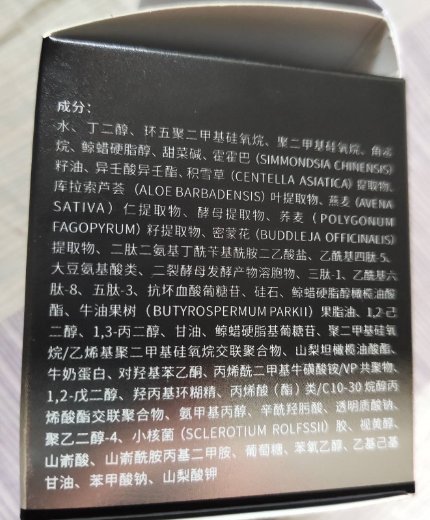 成分：
水、丁二醇、环五聚二甲基硅氧烷、聚二甲基硅氧烷、角鲨
烷、鲸蜡硬脂醇、甜菜碱、霍霍巴（SIMMONDSIA CHINENSIS）
籽油、异壬酸异壬酯、积雪草（CENTELLA ASIATICA）提取物、
库拉索芦荟（ALOE BARBADENSIS）叶提取物、燕麦（AVENA
SATIVA）仁提取物、酵母提取物、荞麦（POLYGONUM
FAGOPYRUM）籽提取物、密蒙花（BUDDLEJA OFFICINALIS）
提取物、二肽二氨基丁酰苄基酰胺二乙酸盐、乙酰基四肽-5、
大豆氨基酸类、二裂酵母发酵产物溶胞物、三肽-1、乙酰基六
肽-8、五肽-3、抗坏血酸葡糖苷、硅石、鲸蜡硬脂醇橄榄油酸
酯、牛油果树（BUTYROSPERMUM PARKII）果脂油、1,2-己
二醇、1,3-丙二醇、甘油、鲸蜡硬脂基葡糖苷、聚二甲基硅氧
烷/乙烯基聚二甲基硅氧烷交联聚合物、山梨坦橄榄油酸酯、
牛奶蛋白、对羟基苯乙酮、丙烯酰二甲基牛磺酸铵/VP 共聚物、
1,2-戊二醇、羟丙基环糊精、丙烯酸（酯）类/C10-30 烷醇丙
烯酸酯交联聚合物、氨甲基丙醇、辛酰羟肟酸、透明质酸钠、
聚乙二醇-4、小核菌（SCLEROTIUM ROLFSSII）胶、视黄醇、
山嵛酸、山嵛酰胺丙基二甲胺、葡萄糖、苯氧乙醇、乙基己基
甘油、苯甲酸钠、山梨酸钾